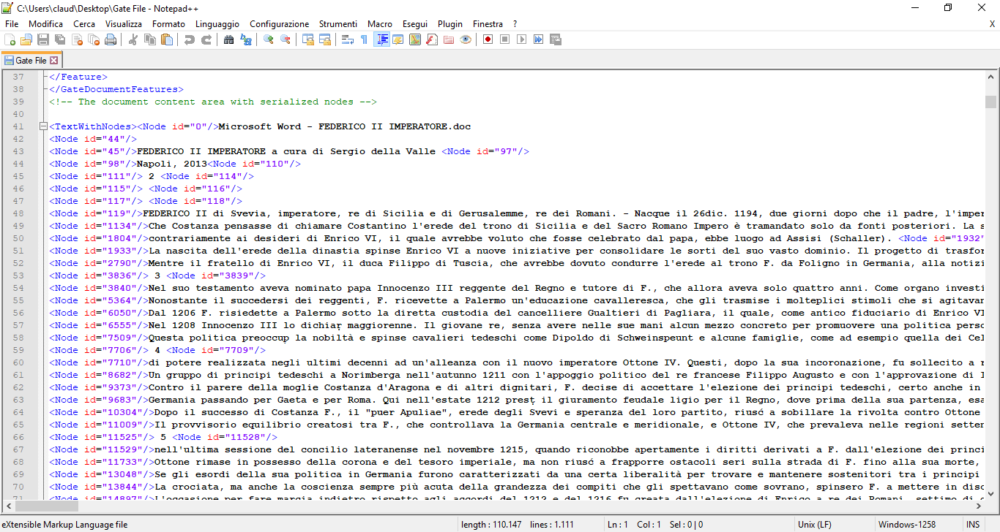 C:\Users\claud\Desktop\Gate File - Notepad++
File Modifica Cerca Visualizza Formato Linguaggio Configurazione Strumenti Macro Esegui Plugin Finestra ? X
Gate File
37 </Feature>
38 </GateDocumentFeatures>
39 <!-- The document content area with serialized nodes -->
40
41 <TextWithNodes><Node id="0"/>Microsoft Word - FEDERICO II IMPERATORE.doc
42 <Node id="44"/>
43 <Node id="45"/>FEDERICO II IMPERATORE a cura di Sergio della Valle <Node id="97"/>
44 <Node id="98"/>Napoli, 2013<Node id="110"/>
45 <Node id="111"/> 2 <Node id="114"/>
46 <Node id="115"/> <Node id="116"/>
47 <Node id="117"/> <Node id="118"/>
48 <Node id="119"/>FEDERICO II di Svevia, imperatore, re di Sicilia e di Gerusalemme, re dei Romani. - Nacque il 26dic. 1194, due giorni dopo che il padre, l'imper
49 <Node id="1134"/>Che Costanza pensasse di chiamare Costantino l'erede del trono di Sicilia e del Sacro Romano Impero è tramandato solo da fonti posteriori. La s
50 <Node id="1804"/>contrariamente ai desideri di Enrico VI, il quale avrebbe voluto che fosse celebrato dal papa, ebbe luogo ad Assisi (Schaller). <Node id="1932"
51 <Node id="1933"/>La nascita dell'erede della dinastia spinse Enrico VI a nuove iniziative per consolidare le sorti del suo vasto dominio. Il progetto di trasfor
52 <Node id="2790"/>Mentre il fratello di Enrico VI, il duca Filippo di Tuscia, che avrebbe dovuto condurre l'erede al trono F. da Foligno in Germania, alla notizi
53 <Node id="3836"/> 3 <Node id="3839"/>
54 <Node id="3840"/>Nel suo testamento aveva nominato papa Innocenzo III reggente del Regno e tutore di F., che allora aveva solo quattro anni. Come organo investi
55 <Node id="5364"/>Nonostante il succedersi dei reggenti, F. ricevette a Palermo un'educazione cavalleresca, che gli trasmise i molteplici stimoli che si agitavan
56 <Node id="6050"/>Dal 1206 F. risiedette a Palermo sotto la diretta custodia del cancelliere Gualtieri di Pagliara, il quale, come antico fiduciario di Enrico VI
57 <Node id="6555"/>Nel 1208 Innocenzo III lo dichiaṛ maggiorenne. Il giovane re, senza avere nelle sue mani alcun mezzo concreto per promuovere una politica perso
58 <Node id="7509"/>Questa politica preoccup̣ la nobiltà e spinse cavalieri tedeschi come Dipoldo di Schweinspeunt e alcune famiglie, come ad esempio quella dei Cel
59 <Node id="7706"/> 4 <Node id="7709"/>
60 <Node id="7710"/>di potere realizzata negli ultimi decenni ad un'alleanza con il nuovo imperatore Ottone IV. Questi, dopo la sua incoronazione, fu sollecito a r
61 <Node id="8682"/>Un gruppo di principi tedeschi a Norimberga nell'autunno 1211 con l'appoggio politico del re francese Filippo Augusto e con l'approvazione di I
62 <Node id="9373"/>Contro il parere della moglie Costanza d'Aragona e di altri dignitari, F. decise di accettare l'elezione dei principi tedeschi, certo anche in
63 <Node id="9683"/>Germania passando per Gaeta e per Roma. Qui nell'estate 1212 presṭ il giuramento feudale ligio per il Regno, dove prima della sua partenza, esa
64 <Node id="10304"/>Dopo il successo di Costanza F., il "puer Apuliae", erede degli Svevi e speranza del loro partito, riusć a sobillare la rivolta contro Ottone
65 <Node id="11009"/>Il provvisorio equilibrio creatosi tra F., che controllava la Germania centrale e meridionale, e Ottone IV, che prevaleva nelle regioni setten
66 <Node id="11525"/> 5 <Node id="11528"/>
67 <Node id="11529"/>nell'ultima sessione del concilio lateranense nel novembre 1215, quando riconobbe apertamente i diritti derivati a F. dall'elezione dei princi
68 <Node id="11733"/>Ottone rimase in possesso della corona e del tesoro imperiale, ma non riusć a frapporre ostacoli seri sulla strada di F. fino alla sua morte,
69 <Node id="13048"/>Se gli esordi della sua politica in Germania furono caratterizzati da una certa liberalità per trovare e mantenere sostenitori tra i principi
70 <Node id="13844"/>La crociata, ma anche la coscienza sempre più acuta della grandezza dei compiti che gli spettavano come sovrano, spinsero F. a mettere in disc
71 <Node id="14897"/>L'occasione per fare marcia indietro rispetto agli accordi del 1212 e del 1216 fu creata dall'elezione di Enrico a re dei Romani, settimo di
eXtensible Markup Language file length : 110.147 lines : 1.111 Ln : 1 Col : 1 Sel : 0 | 0 Unix (LF) Windows-1258 INS